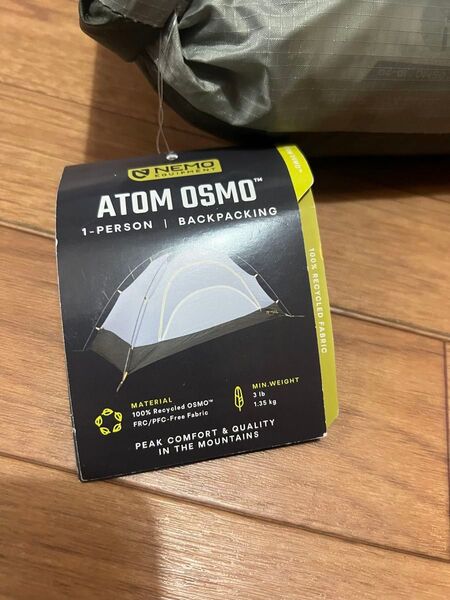 NEMO
EQUIPMENT
ATOM OSMO™
1-PERSON | BACKPACKING
100% RECYCLED FABRIC
MATERIAL
100% Recycled OSMO™
FRC/PFC-Free Fabric
MIN.WEIGHT
3 lb
1.35 kg
PEAK COMFORT & QUALITY
IN THE MOUNTAINS